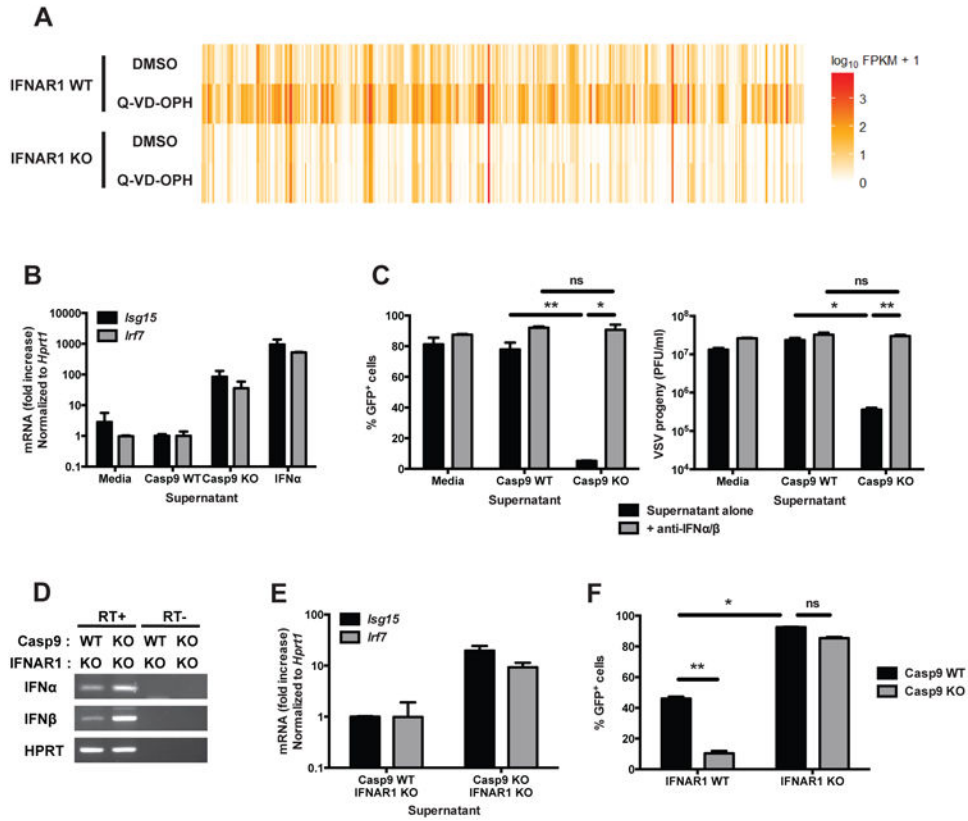 A
log10 FPKM + 1
IFNAR1 WT
DMSO
Q-VD-OPH
IFNAR1 KO
DMSO
Q-VD-OPH
3
2
1
0
B
mRNA (fold increase)
Normalized to Hprt1
10000
1000
100
10
1
0.1
Isg15
Irf7
Media
Casp9 WT
Casp9 KO
IFNα
Supernatant
C
% GFP+ cells
100
80
60
40
20
0
ns
**
*
Media
Casp9 WT
Casp9 KO
Supernatant
VSV progeny (PFU/ml)
10^8
10^7
10^6
10^5
10^4
ns
*
**
Media
Casp9 WT
Casp9 KO
Supernatant
Supernatant alone
+ anti-IFNα/β
D
RT+ RT-
Casp9 : WT KO WT KO
IFNAR1 : KO KO KO KO
IFNα
IFNβ
HPRT
E
mRNA (fold increase)
Normalized to Hprt1
100
10
1
0.1
Isg15
Irf7
Casp9 WT
IFNAR1 KO
Casp9 KO
IFNAR1 KO
Supernatant
F
% GFP+ cells
100
80
60
40
20
0
*
ns
**
IFNAR1 WT
IFNAR1 KO
Casp9 WT
Casp9 KO